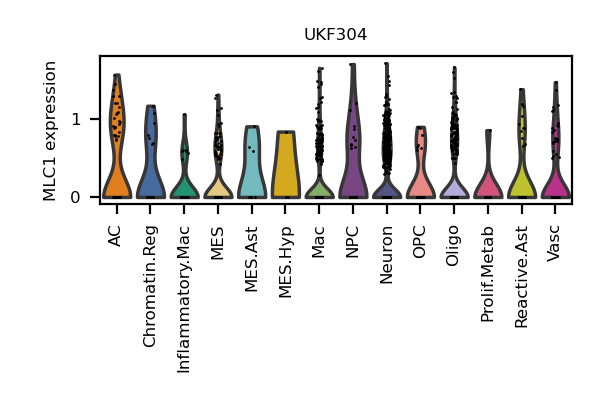 UKF304
MLC1 expression
1
0
AC
Chromatin.Reg
Inflammatory.Mac
MES
MES.Ast
MES.Hyp
Mac
NPC
Neuron
OPC
Oligo
Prolif.Metab
Reactive.Ast
Vasc